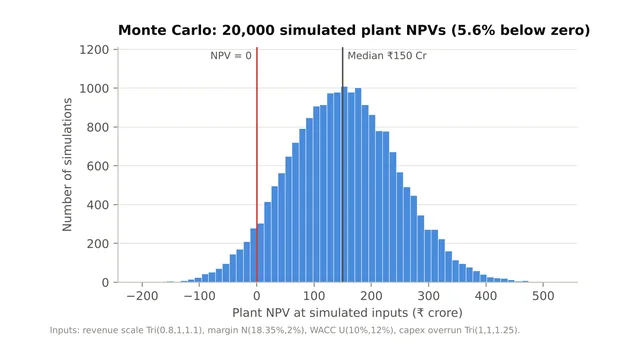 Monte Carlo: 20,000 simulated plant NPVs (5.6% below zero)
NPV = 0
Median ₹150 Cr
1200
1000
800
600
400
200
0
Number of simulations
−200
−100
0
100
200
300
400
500
Plant NPV at simulated inputs (₹ crore)
Inputs: revenue scale Tri(0.8,1,1.1), margin N(18.35%,2%), WACC U(10%,12%), capex overrun Tri(1,1,1.25).